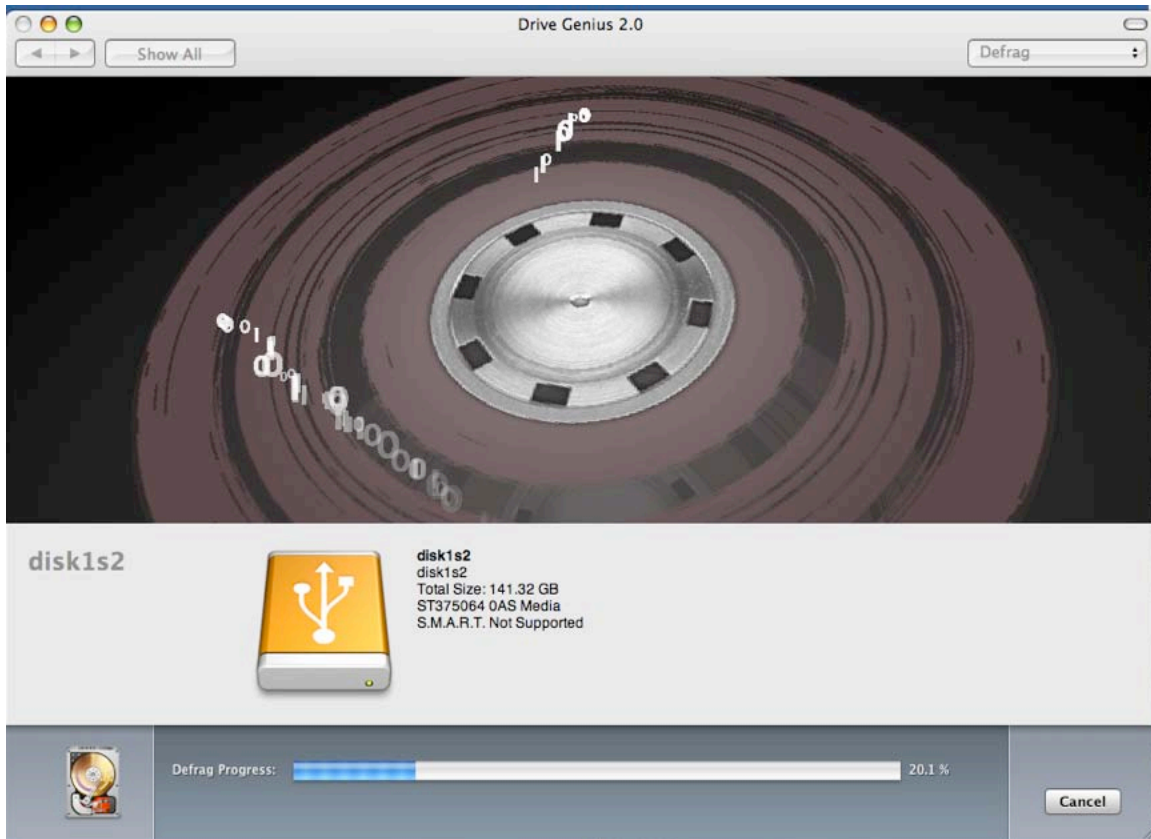 Drive Genius 2.0
Show All
Defrag
disk1s2
disk1s2
disk1s2
Total Size: 141.32 GB
ST375064 0AS Media
S.M.A.R.T. Not Supported
Defrag Progress:
20.1 %
Cancel